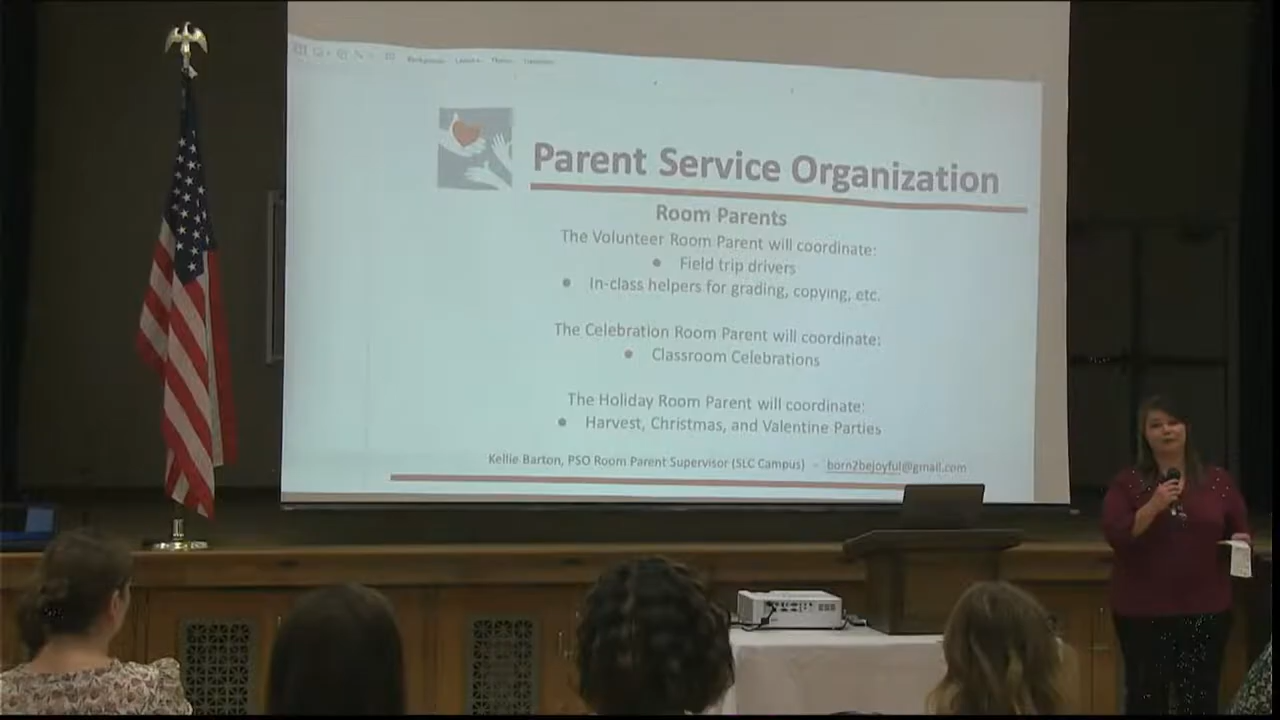 Parent Service Organization
Room Parents
The Volunteer Room Parent will coordinate:
● Field trip drivers
● In-class helpers for grading, copying, etc.
The Celebration Room Parent will coordinate:
● Classroom Celebrations
The Holiday Room Parent will coordinate:
● Harvest, Christmas, and Valentine Parties
Kellie Barton, PSO Room Parent Supervisor (SLC Campus) - born2bejoyful@gmail.com